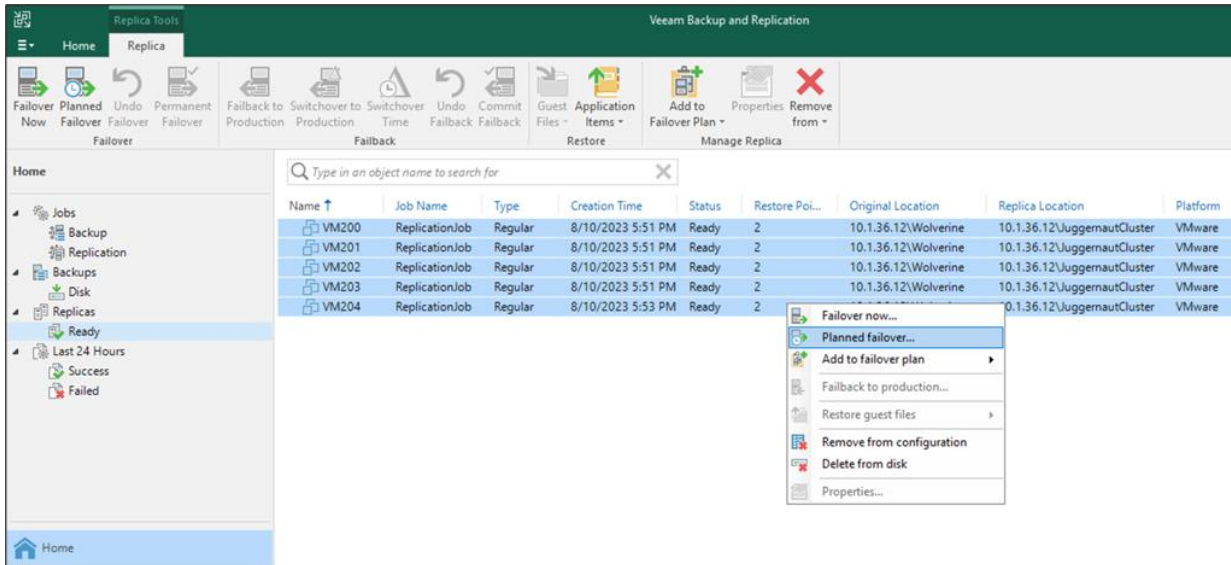 Replica Tools
Veeam Backup and Replication
Home Replica
Failover Now
Planned Failover
Undo Failover
Permanent Failover
Failback to Production
Switchover to Production
Switchover Time
Undo Failback
Commit Failback
Guest Files
Application Items
Add to Failover Plan
Properties
Remove from
Failover
Failback
Restore
Manage Replica
Home
Jobs
Backup
Replication
Backups
Disk
Replicas
Ready
Last 24 Hours
Success
Failed
Home
Type in an object name to search for
Name Job Name Type Creation Time Status Restore Poi... Original Location Replica Location Platform
VM200 ReplicationJob Regular 8/10/2023 5:51 PM Ready 2 10.1.36.12\Wolverine 10.1.36.12\JuggernautCluster VMware
VM201 ReplicationJob Regular 8/10/2023 5:51 PM Ready 2 10.1.36.12\Wolverine 10.1.36.12\JuggernautCluster VMware
VM202 ReplicationJob Regular 8/10/2023 5:51 PM Ready 2 10.1.36.12\Wolverine 10.1.36.12\JuggernautCluster VMware
VM203 ReplicationJob Regular 8/10/2023 5:51 PM Ready 2 10.1.36.12\Wolverine 10.1.36.12\JuggernautCluster VMware
VM204 ReplicationJob Regular 8/10/2023 5:53 PM Ready 2 0.1.36.12\JuggernautCluster VMware
Failover now...
Planned failover...
Add to failover plan
Failback to production...
Restore guest files
Remove from configuration
Delete from disk
Properties...